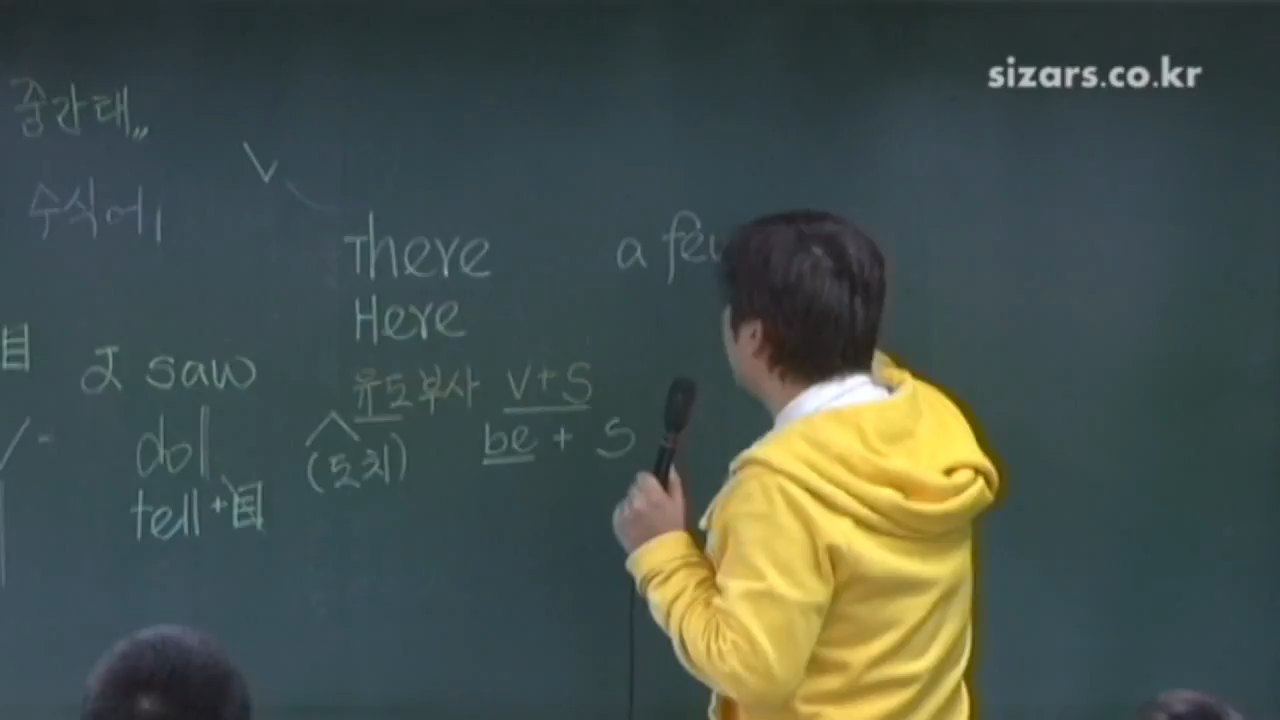 sizars.co.kr
중간태〃
수식어
V
There a few
Here
目 I saw
유도부사 V+S
do
(도치) be + S
tell + 目